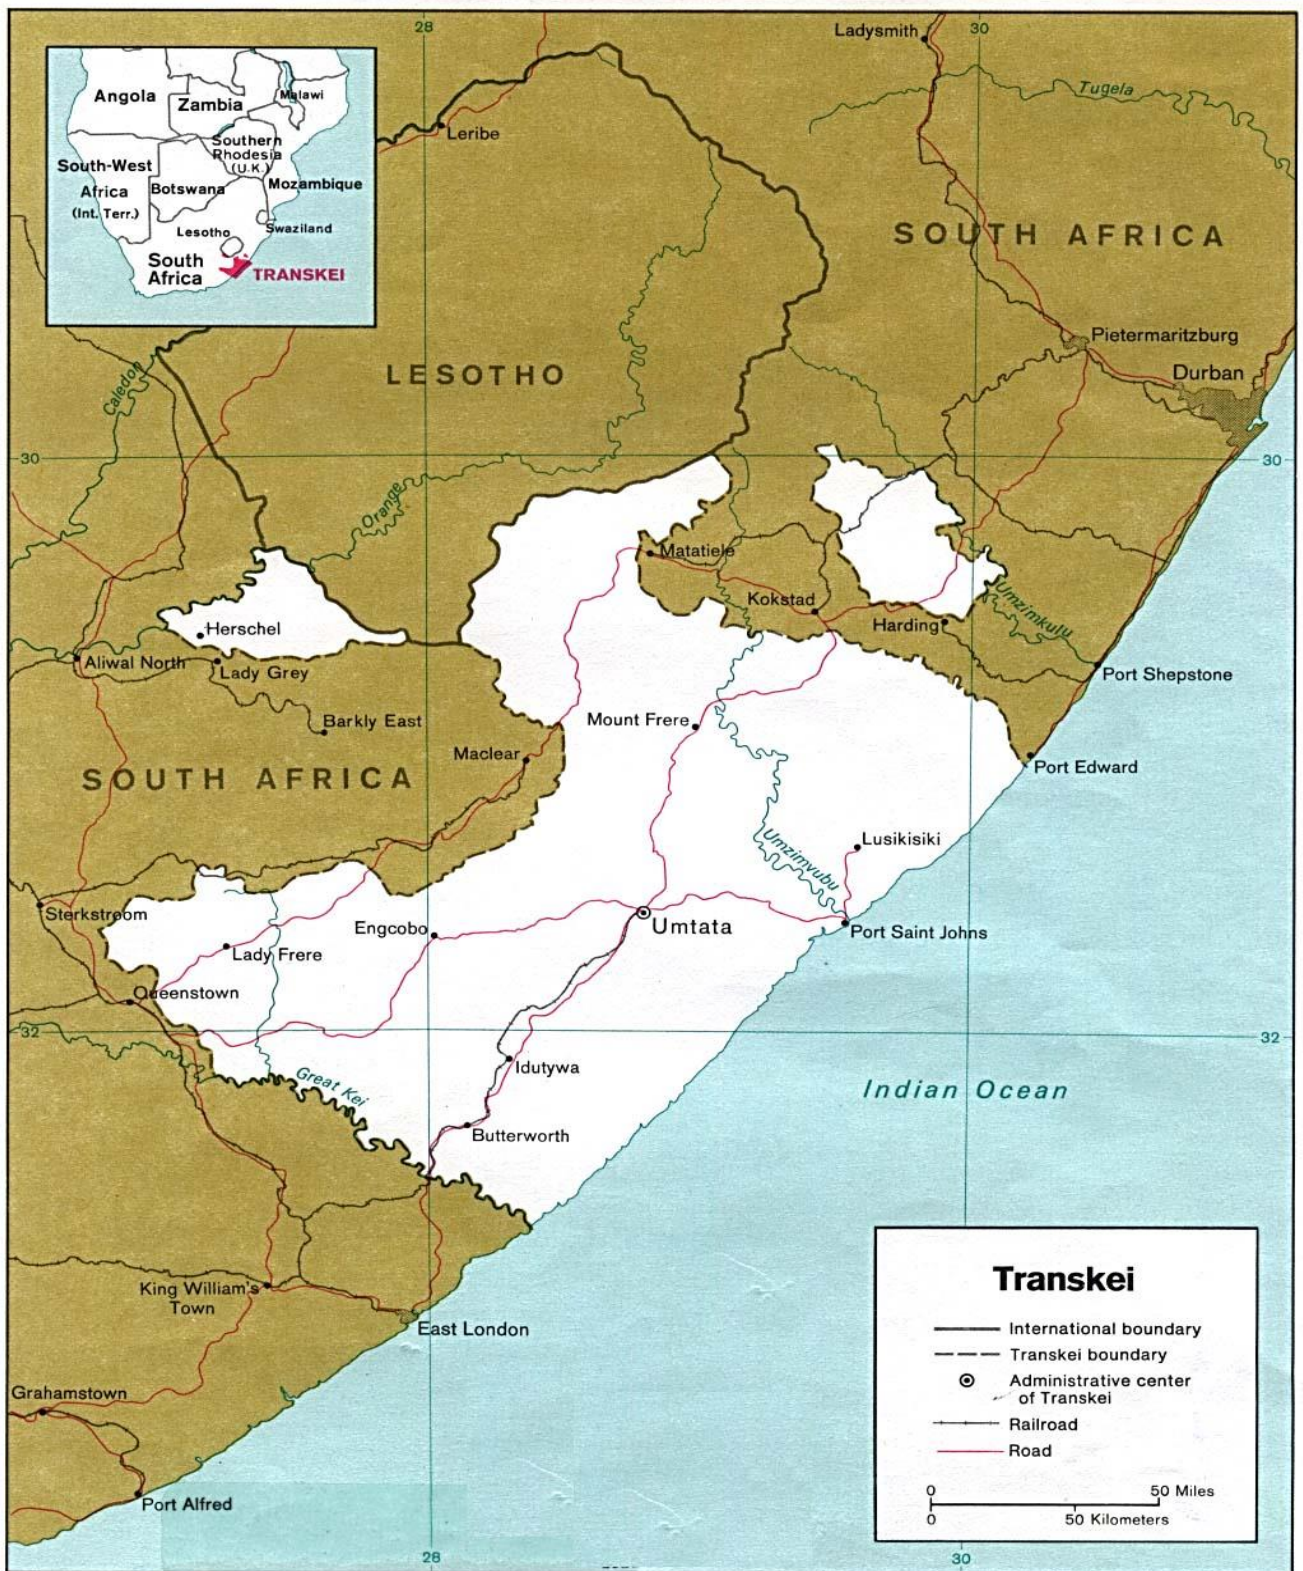 28
30
Ladysmith
Tugela
Angola
Zambia
Malawi
Southern
Rhodesia
(U.K.)
South-West
Africa
(Int. Terr.)
Botswana
Mozambique
Lesotho
Swaziland
South
Africa
TRANSKEI
Leribe
SOUTH AFRICA
Pietermaritzburg
Durban
LESOTHO
Caledon
30
30
Orange
Matatiele
Kokstad
Harding
Umzimkulu
Herschel
Aliwal North
Lady Grey
Port Shepstone
Barkly East
Mount Frere
Maclear
Port Edward
SOUTH AFRICA
Lusikisiki
Umzimvubu
Sterkstroom
Engcobo
Umtata
Port Saint Johns
Lady Frere
Queenstown
32
32
Idutywa
Great Kei
Indian Ocean
Butterworth
King William's
Town
East London
Grahamstown
Port Alfred
Transkei
International boundary
Transkei boundary
Administrative center
of Transkei
Railroad
Road
0 50 Miles
0 50 Kilometers
28
30